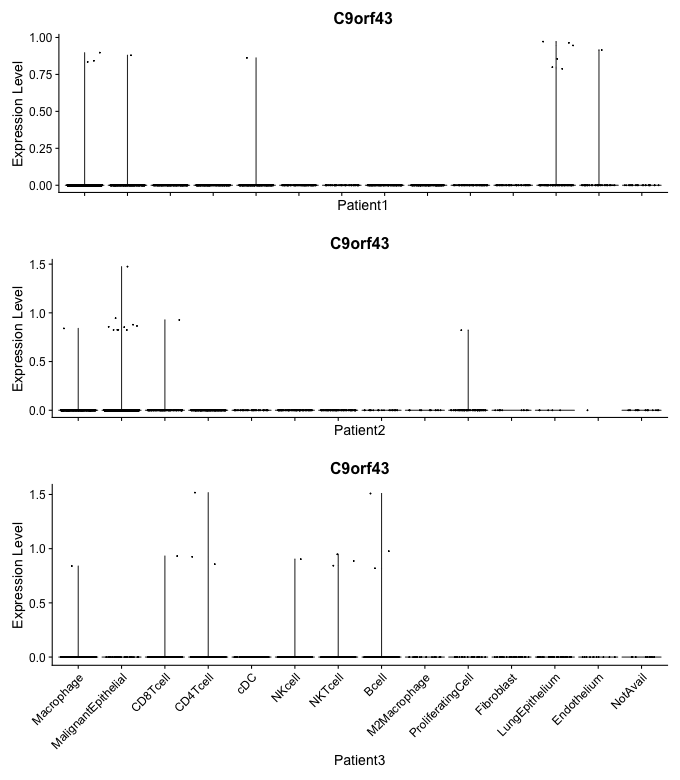 C9orf43
Expression Level
1.00
0.75
0.50
0.25
0.00
Patient1
C9orf43
Expression Level
1.5
1.0
0.5
0.0
Patient2
C9orf43
Expression Level
1.5
1.0
0.5
0.0
Macrophage
MalignantEpithelial
CD8Tcell
CD4Tcell
cDC
NKcell
NKTcell
Bcell
M2Macrophage
ProliferatingCell
Fibroblast
LungEpithelium
Endothelium
NotAvail
Patient3